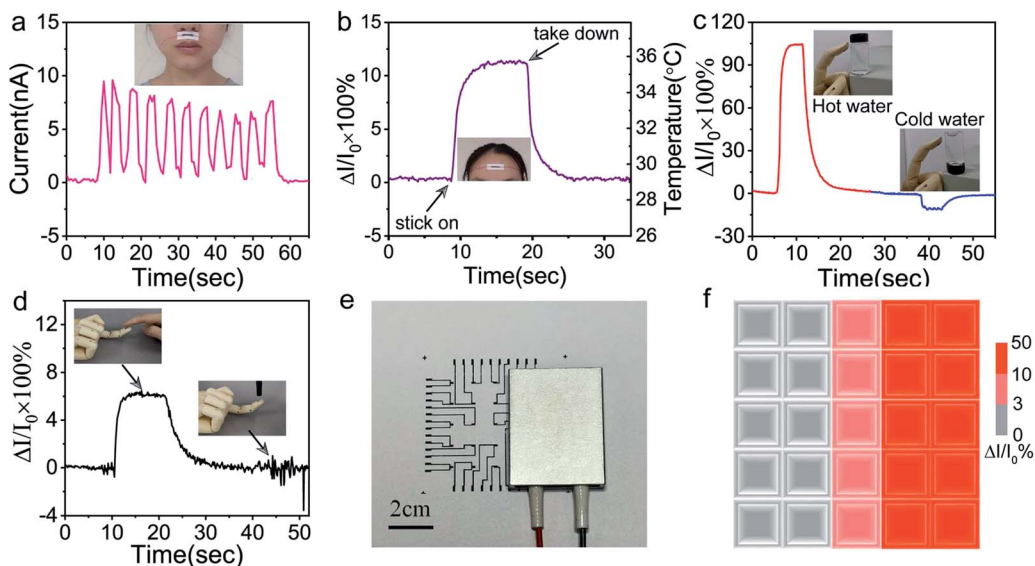 a
15
10
5
0
-5
Current(nA)
0 10 20 30 40 50 60
Time(sec)
b
15
10
5
0
-5
ΔI/I₀×100%
take down
stick on
36
34
32
30
28
26
Temperature(°C)
0 10 20 30
Time(sec)
c
120
90
60
30
0
-30
ΔI/I₀×100%
Hot water
Cold water
0 10 20 30 40 50
Time(sec)
d
12
8
4
0
-4
ΔI/I₀×100%
0 10 20 30 40 50 60
Time(sec)
e
2cm
f
50
10
3
0
ΔI/I₀%